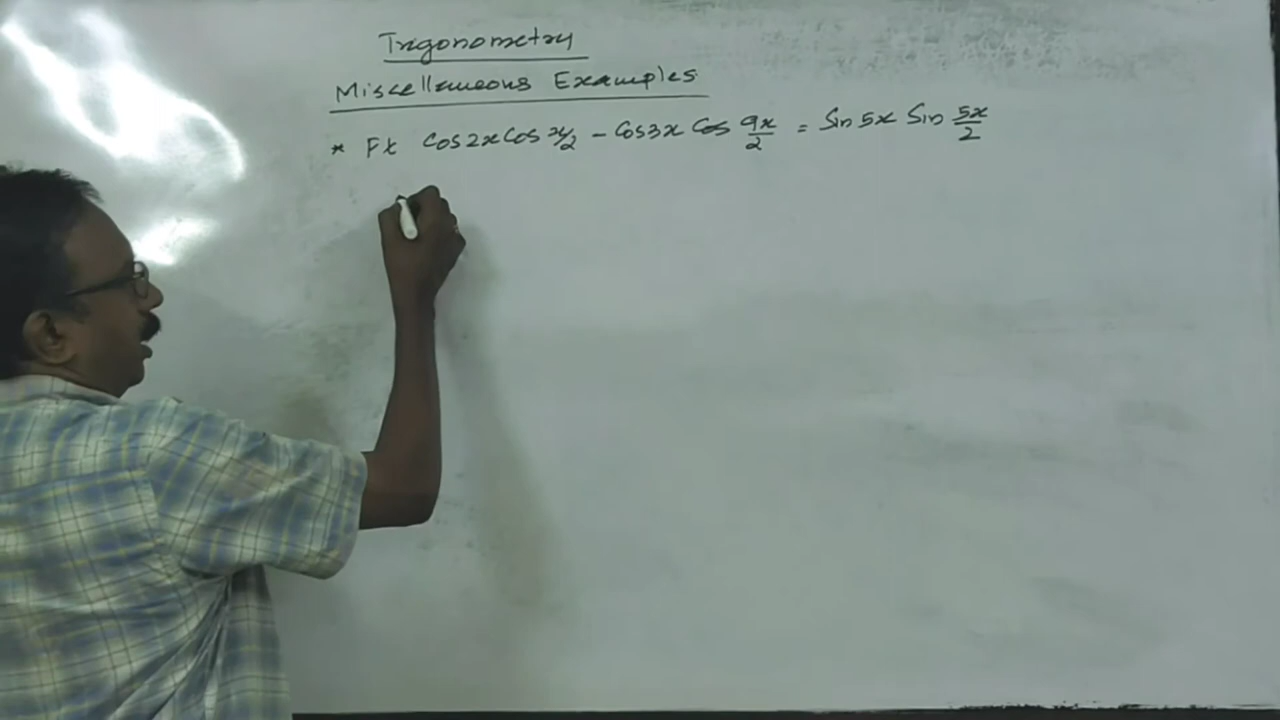 Trigonometry
Miscellaneous Examples
* P.t Cos2x Cos x/2 - Cos3x Cos 9x/2 = Sin 5x Sin 5x/2